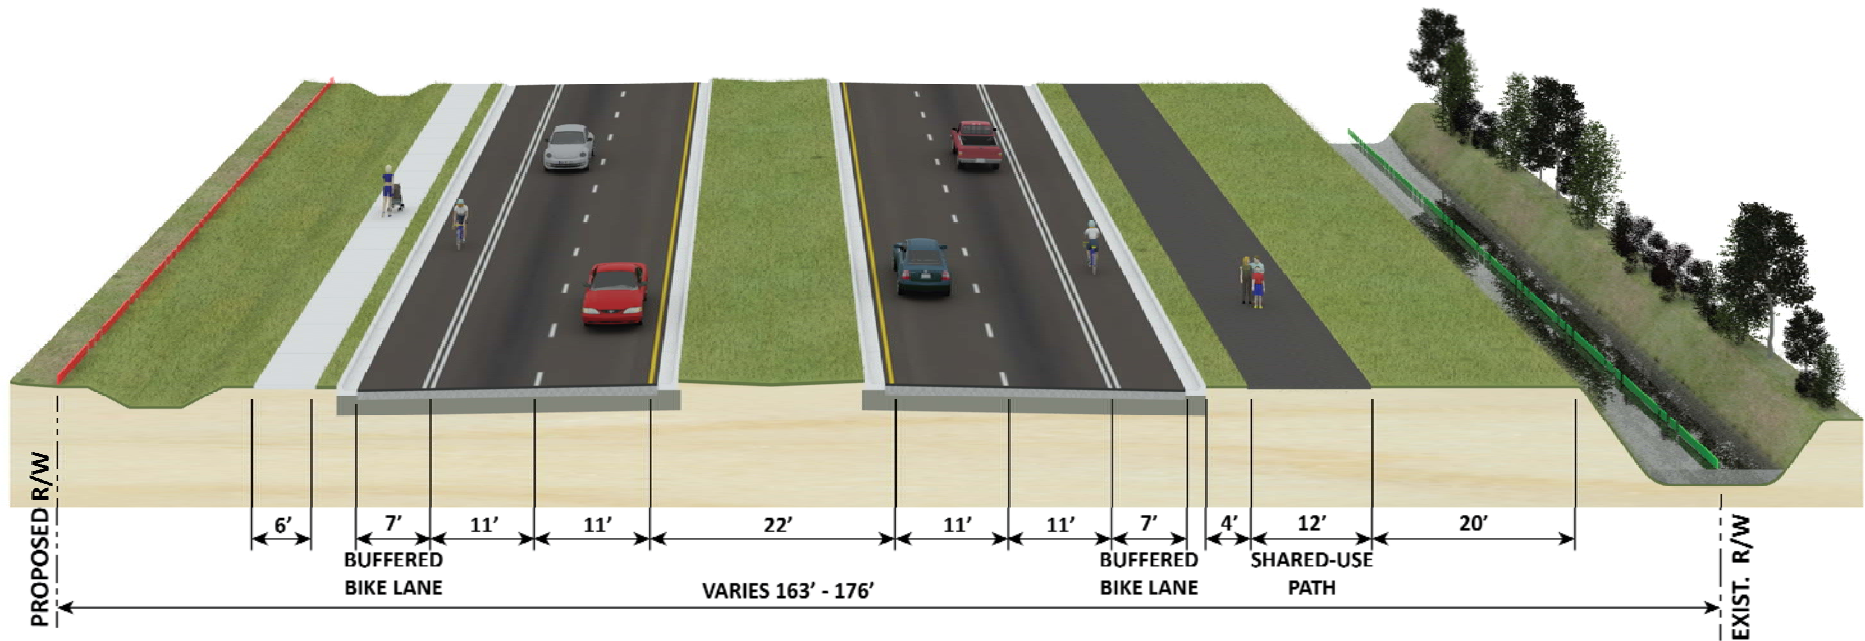 PROPOSED R/W
6’
7’
11’
11’
22’
11’
11’
7’
4’
12’
20’
BUFFERED
BIKE LANE
BUFFERED
BIKE LANE
SHARED-USE
PATH
VARIES 163’ - 176’
EXIST. R/W